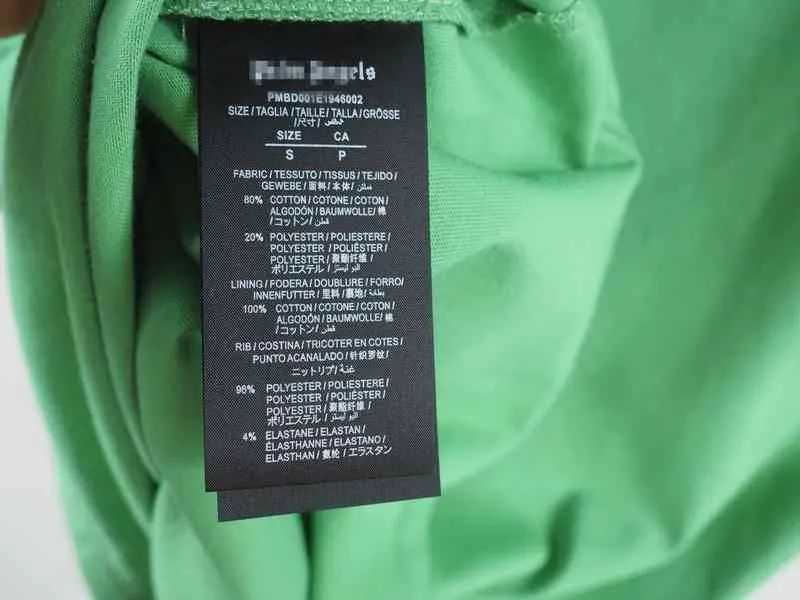 Palm Angels
PMBD001E1946002
SIZE / TAGLIA / TAILLE / TALLA / GRÖSSE
/ 尺寸 / مقاس
SIZE CA
S P
FABRIC / TESSUTO / TISSUS / TEJIDO /
GEWEBE / 面料 / 本体 /
80% COTTON / COTONE / COTON /
ALGODÓN / BAUMWOLLE / 棉
/ コットン / قطن
20% POLYESTER / POLIESTERE /
POLYESTER / POLIÉSTER /
POLYESTER / 聚酯纤维 /
ポリエステル / البوليستر
LINING / FODERA / DOUBLURE / FORRO /
INNENFUTTER / 里料 / 裏地 / بطانة
100% COTTON / COTONE / COTON /
ALGODÓN / BAUMWOLLE / 棉
/ コットン / قطن
RIB / COSTINA / TRICOTER EN COTES /
PUNTO ACANALADO / 针织罗纹 /
ニットリブ /
96% POLYESTER / POLIESTERE /
POLYESTER / POLIÉSTER /
POLYESTER / 聚酯纤维 /
ポリエステル / البوليستر
4% ELASTANE / ELASTAN /
ÉLASTHANNE / ELASTANO /
ELASTHAN / 氨纶 / エラスタン